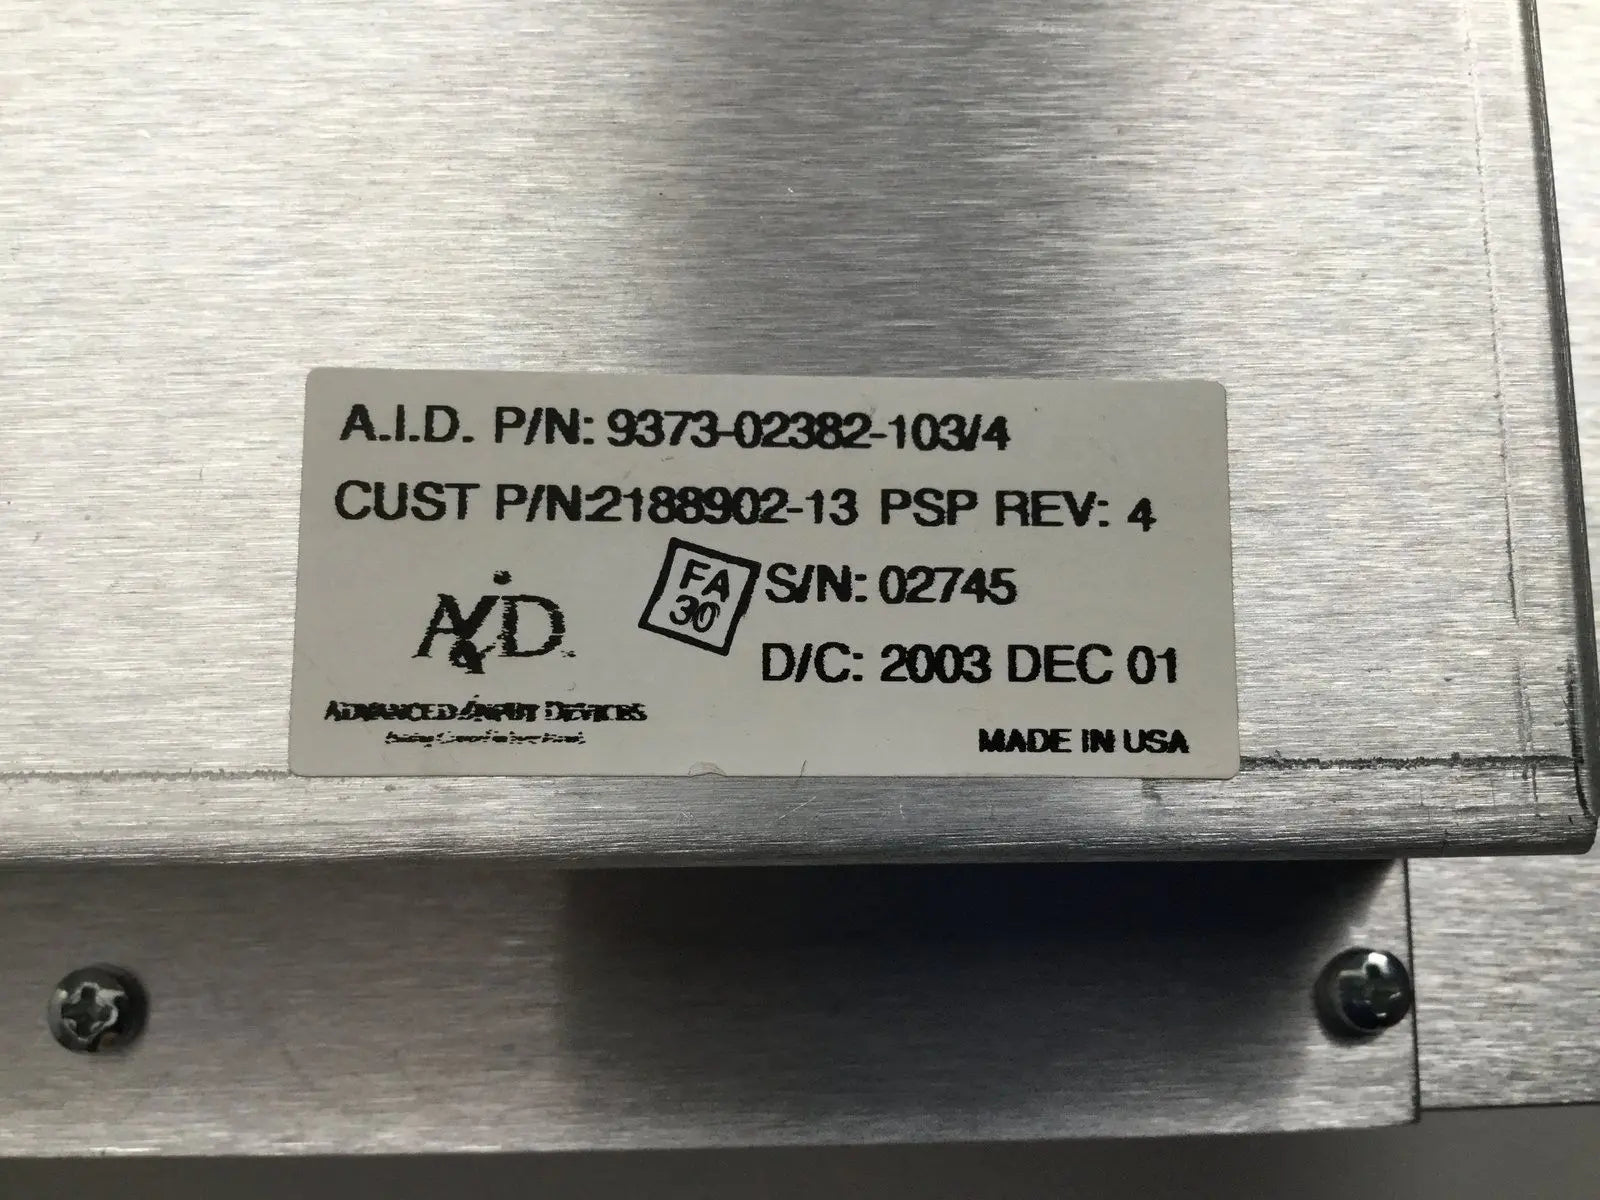 A.I.D. P/N: 9373-02382-103/4
CUST P/N:2188902-13 PSP REV: 4
FA
30
S/N: 02745
D/C: 2003 DEC 01
A.I.D.
ADVANCED INPUT DEVICES
MADE IN USA